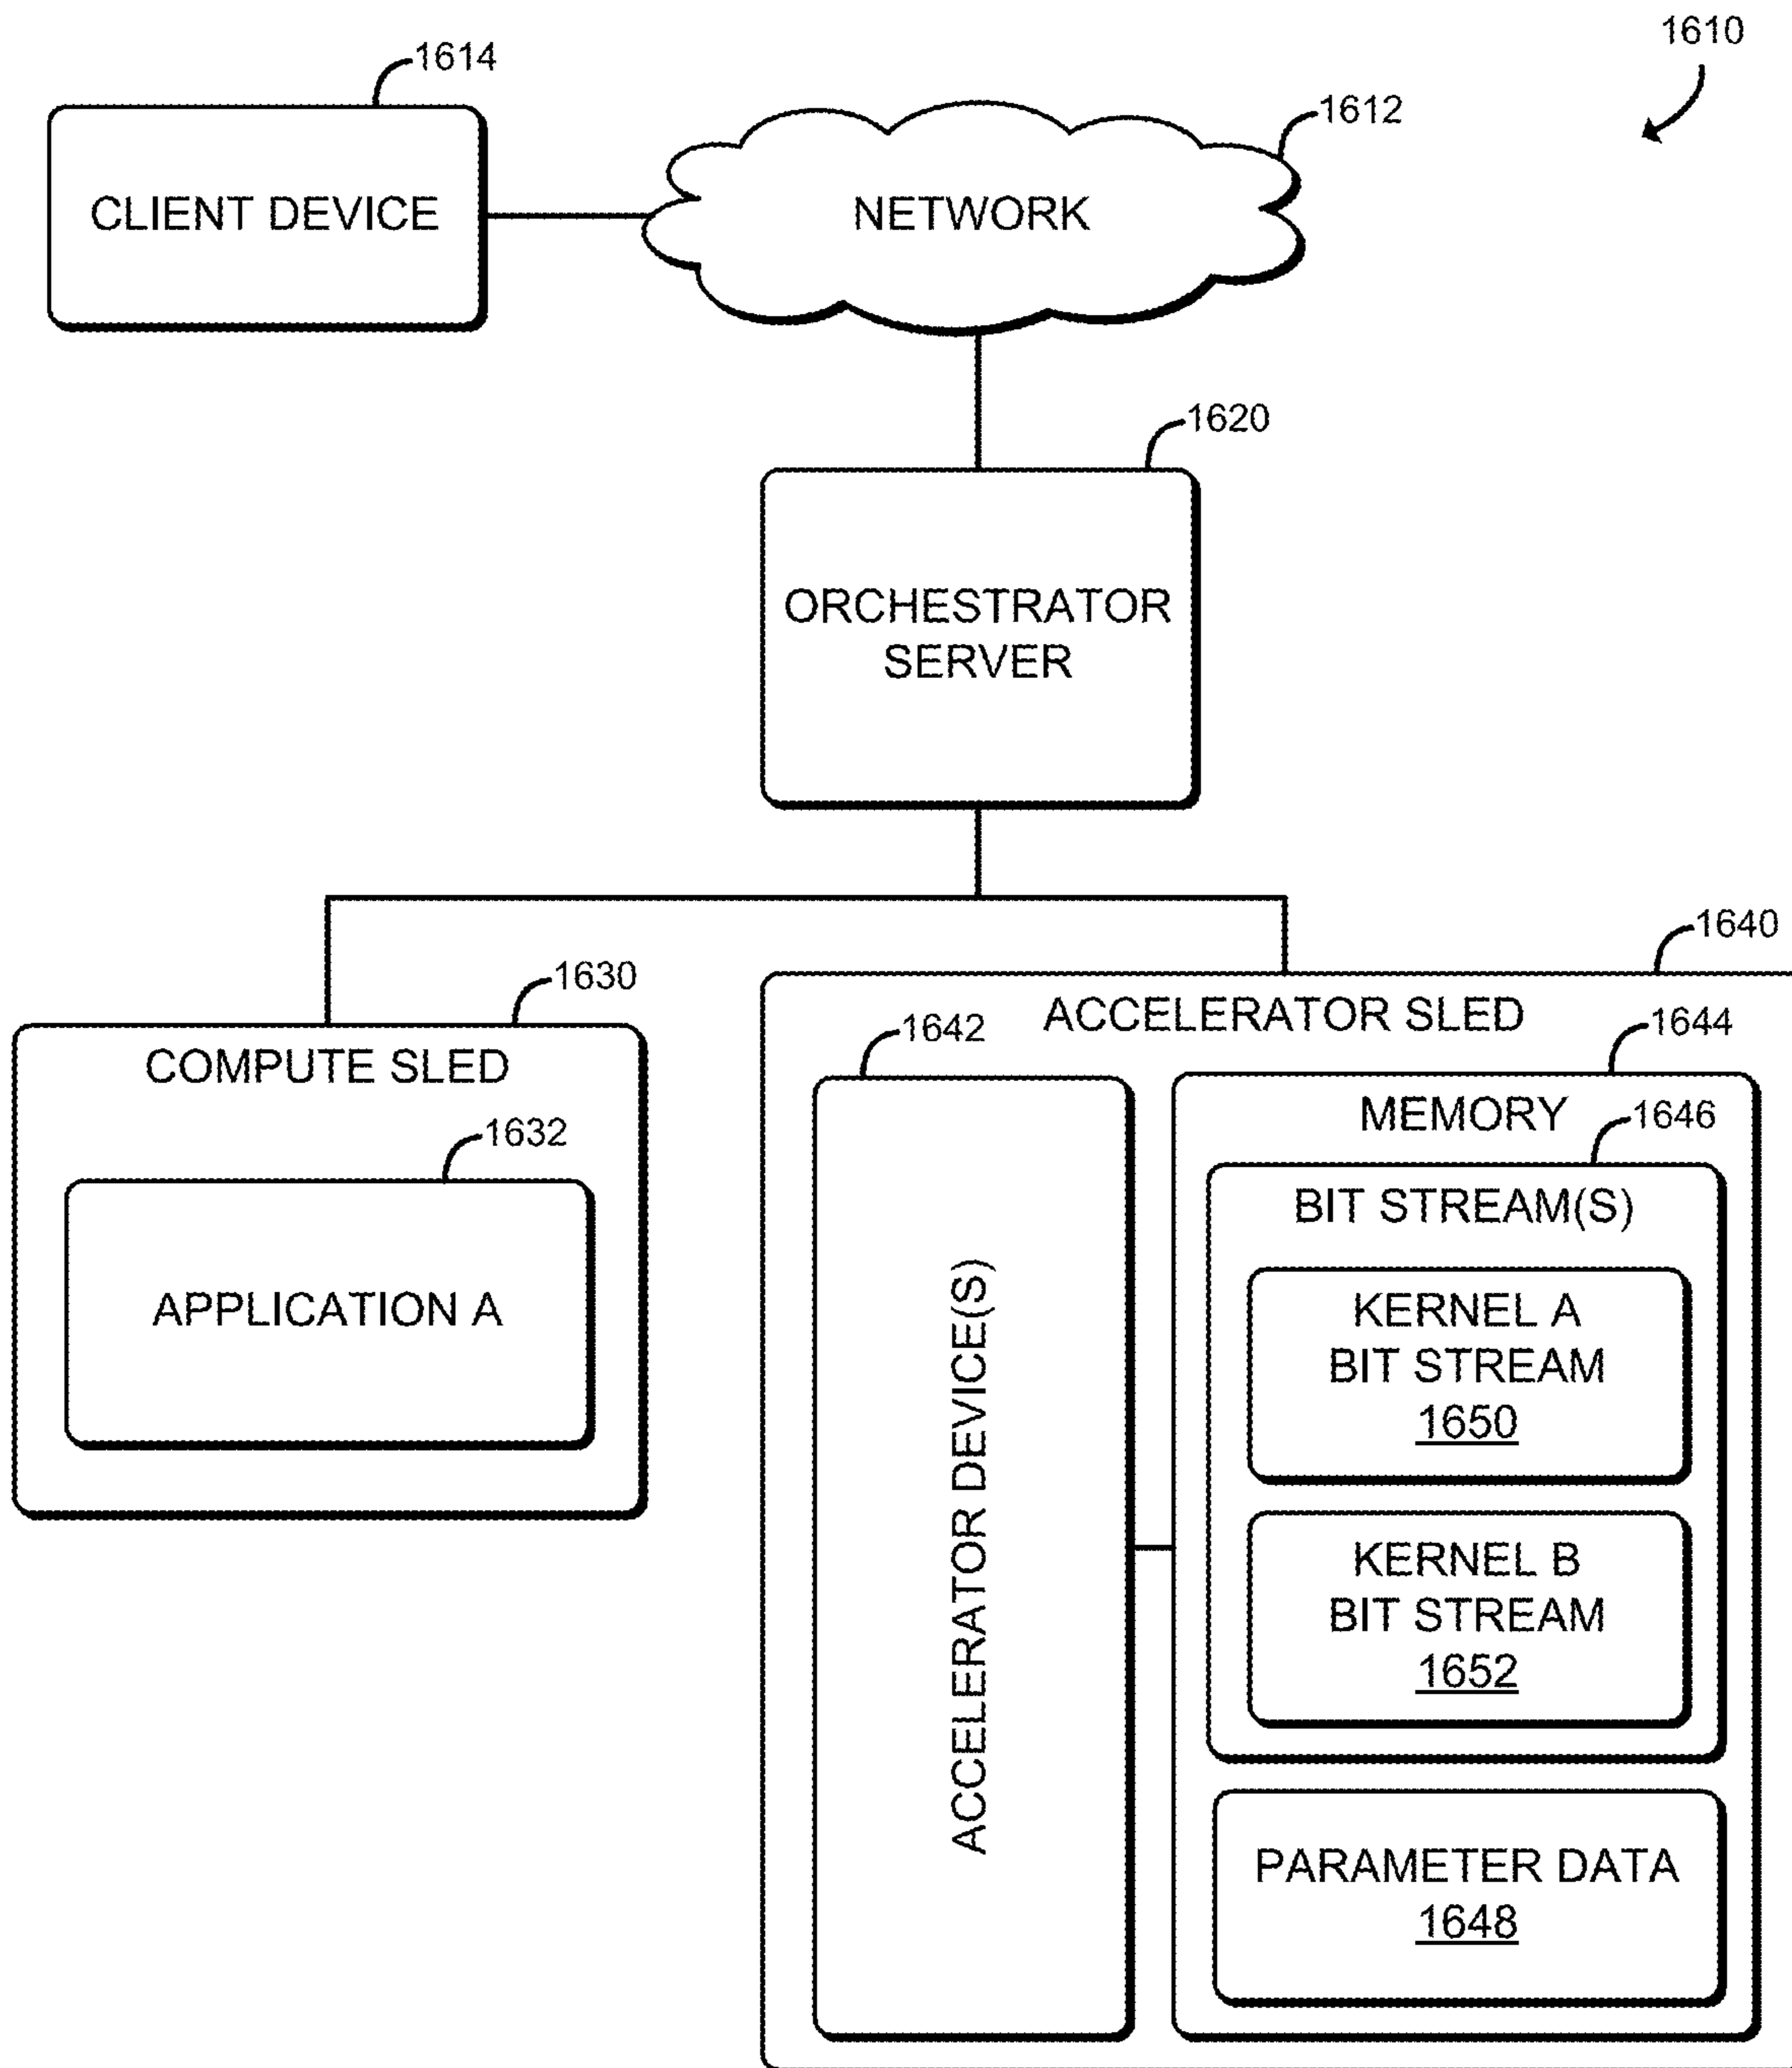 1610
1614
CLIENT DEVICE
1612
NETWORK
1620
ORCHESTRATOR
SERVER
1630
COMPUTE SLED
1632
APPLICATION A
1640
ACCELERATOR SLED
1642
ACCELERATOR DEVICE(S)
1644
MEMORY
1646
BIT STREAM(S)
KERNEL A
BIT STREAM
1650
KERNEL B
BIT STREAM
1652
PARAMETER DATA
1648